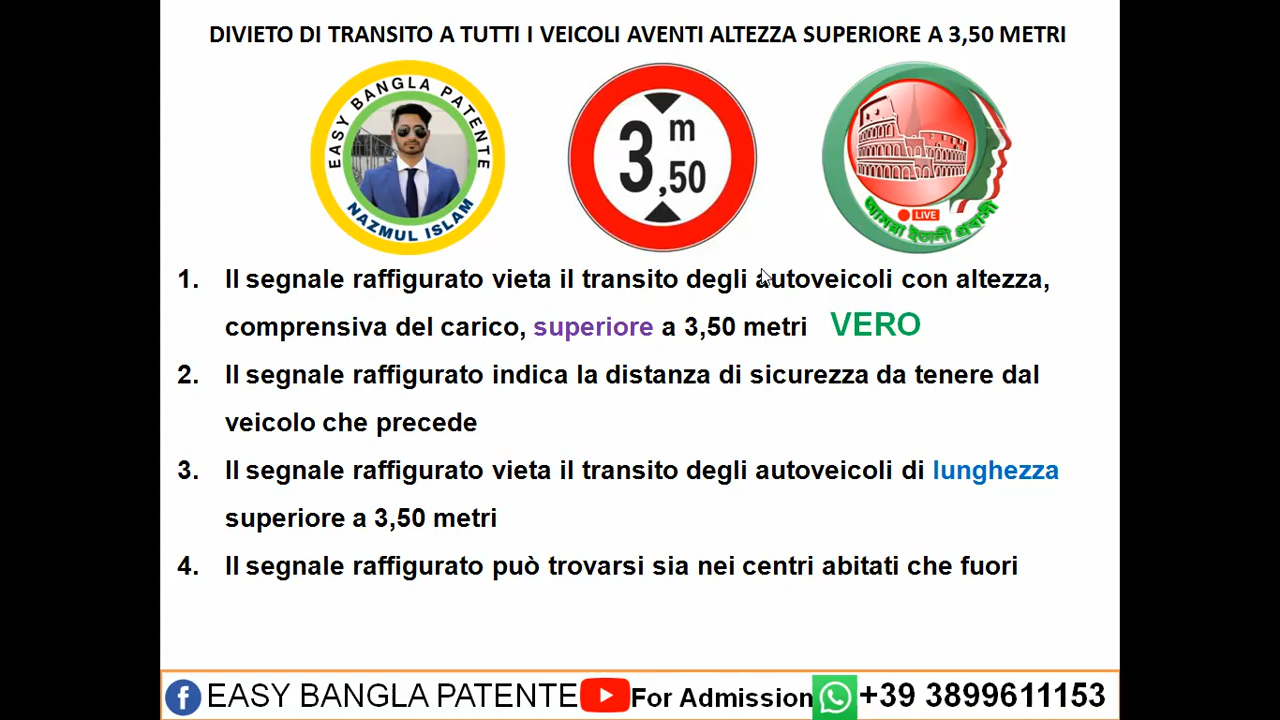 DIVIETO DI TRANSITO A TUTTI I VEICOLI AVENTI ALTEZZA SUPERIORE A 3,50 METRI
EASY BANGLA PATENTE
NAZMUL ISLAM
3,50 m
LIVE
আমরা ইতালী প্রবাসী
1. Il segnale raffigurato vieta il transito degli autoveicoli con altezza,
comprensiva del carico, superiore a 3,50 metri VERO
2. Il segnale raffigurato indica la distanza di sicurezza da tenere dal
veicolo che precede
3. Il segnale raffigurato vieta il transito degli autoveicoli di lunghezza
superiore a 3,50 metri
4. Il segnale raffigurato può trovarsi sia nei centri abitati che fuori
EASY BANGLA PATENTE For Admission +39 3899611153